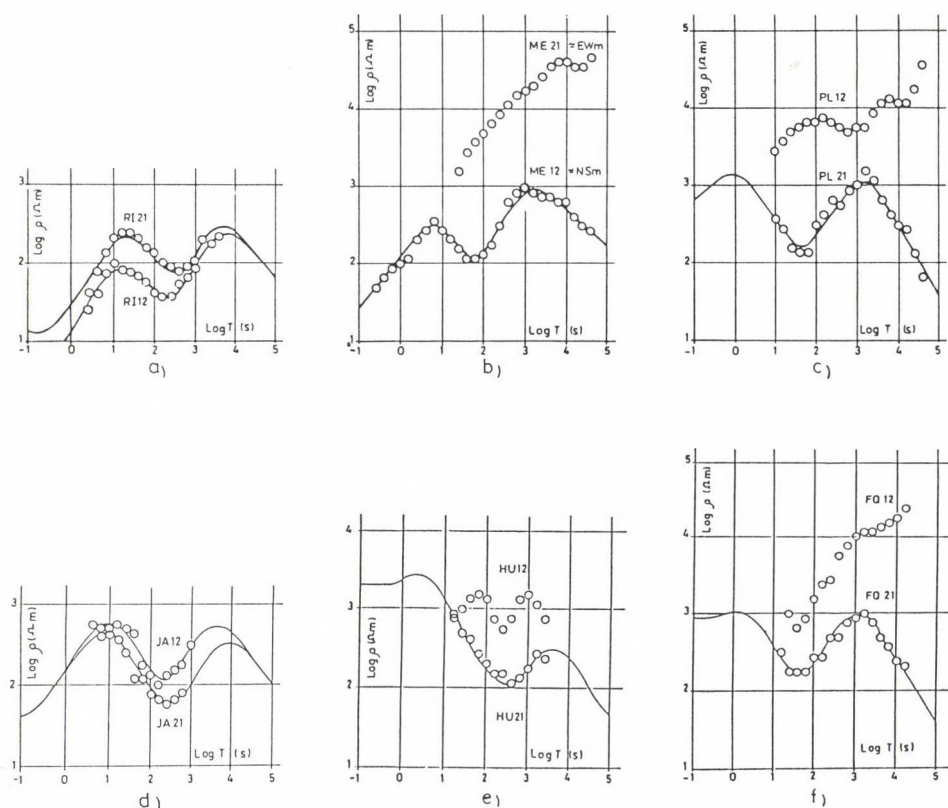 5
Log ρ (Ω m)
4
3
2
1
ME 21 ≈ EWm
ME 12 ≈ NSm
Log T (s)
-1 0 1 2 3 4 5
b)
5
Log ρ (Ω m)
4
3
2
1
PL 12
PL 21
Log T (s)
-1 0 1 2 3 4 5
c)
3
Log ρ (Ω m)
2
1
RI 21
RI 12
Log T (s)
-1 0 1 2 3 4 5
a)
3
Log ρ (Ω m)
2
1
JA 12
JA 21
Log T (s)
-1 0 1 2 3 4 5
d)
4
3
Log ρ (Ωm)
2
1
HU12
HU21
Log T (s)
-1 0 1 2 3 4 5
e)
5
Log ρ (Ω m)
4
3
2
1
FQ 12
FQ 21
Log T (s)
-1 0 1 2 3 4 5
f)